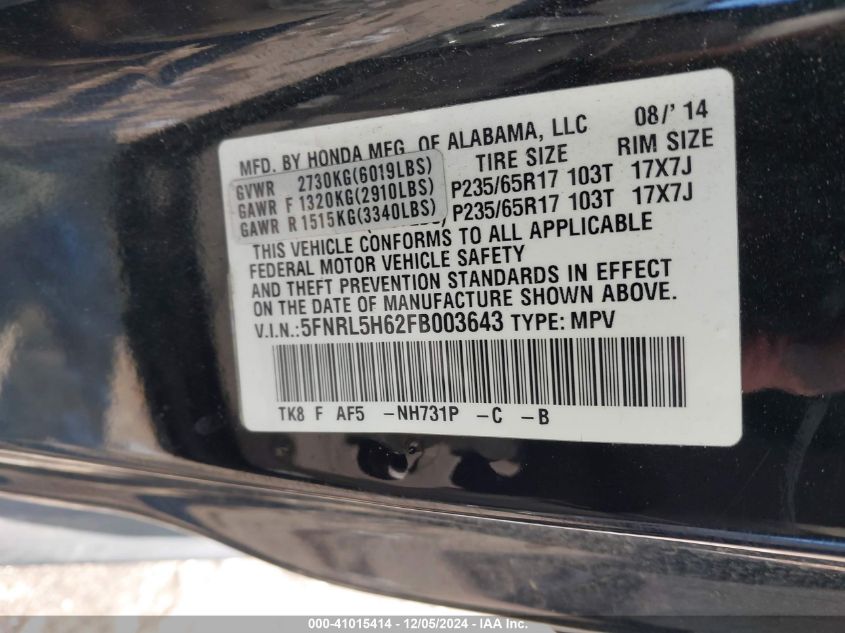 MFD. BY HONDA MFG. OF ALABAMA, LLC 08/' 14
TIRE SIZE RIM SIZE
GVWR 2730KG(6019LBS)
GAWR F 1320KG(2910LBS) P235/65R17 103T 17X7J
GAWR R 1515KG(3340LBS) P235/65R17 103T 17X7J
THIS VEHICLE CONFORMS TO ALL APPLICABLE
FEDERAL MOTOR VEHICLE SAFETY
AND THEFT PREVENTION STANDARDS IN EFFECT
ON THE DATE OF MANUFACTURE SHOWN ABOVE.
V.I.N.:5FNRL5H62FB003643 TYPE: MPV
TK8 F AF5 -NH731P -C -B
000-41015414 - 12/05/2024 - IAA Inc.